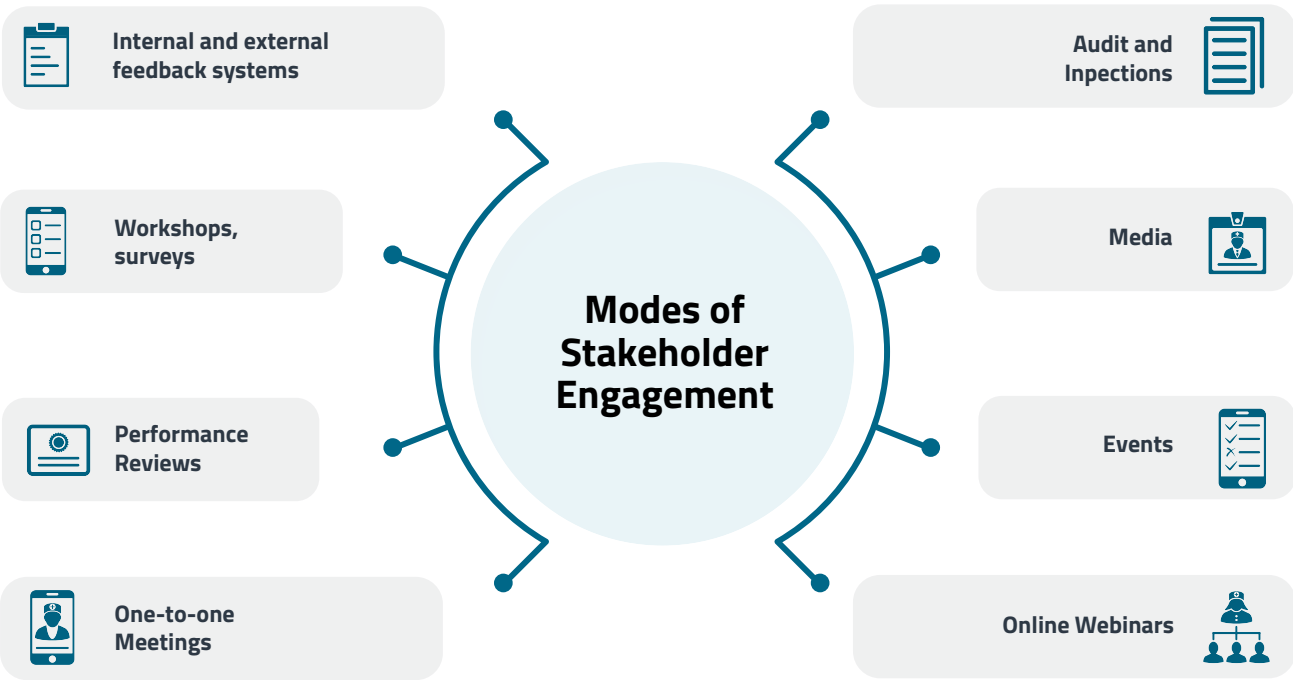 Internal and external
feedback systems
Workshops,
surveys
Performance
Reviews
One-to-one
Meetings
Modes of
Stakeholder
Engagement
Audit and
Inpections
Media
Events
Online Webinars